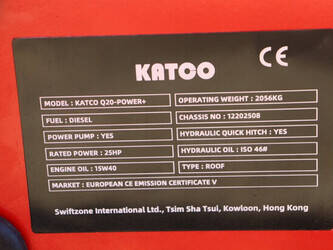 KATCO CE
MODEL : KATCO Q20-POWER+ OPERATING WEIGHT : 2056KG
FUEL : DIESEL CHASSIS NO : 12202508
POWER PUMP : YES HYDRAULIC QUICK HITCH : YES
RATED POWER : 25HP HYDRAULIC OIL : ISO 46#
ENGINE OIL : 15W40 TYPE : ROOF
MARKET : EUROPEAN CE EMISSION CERTIFICATE V
Swiftzone International Ltd., Tsim Sha Tsui, Kowloon, Hong Kong